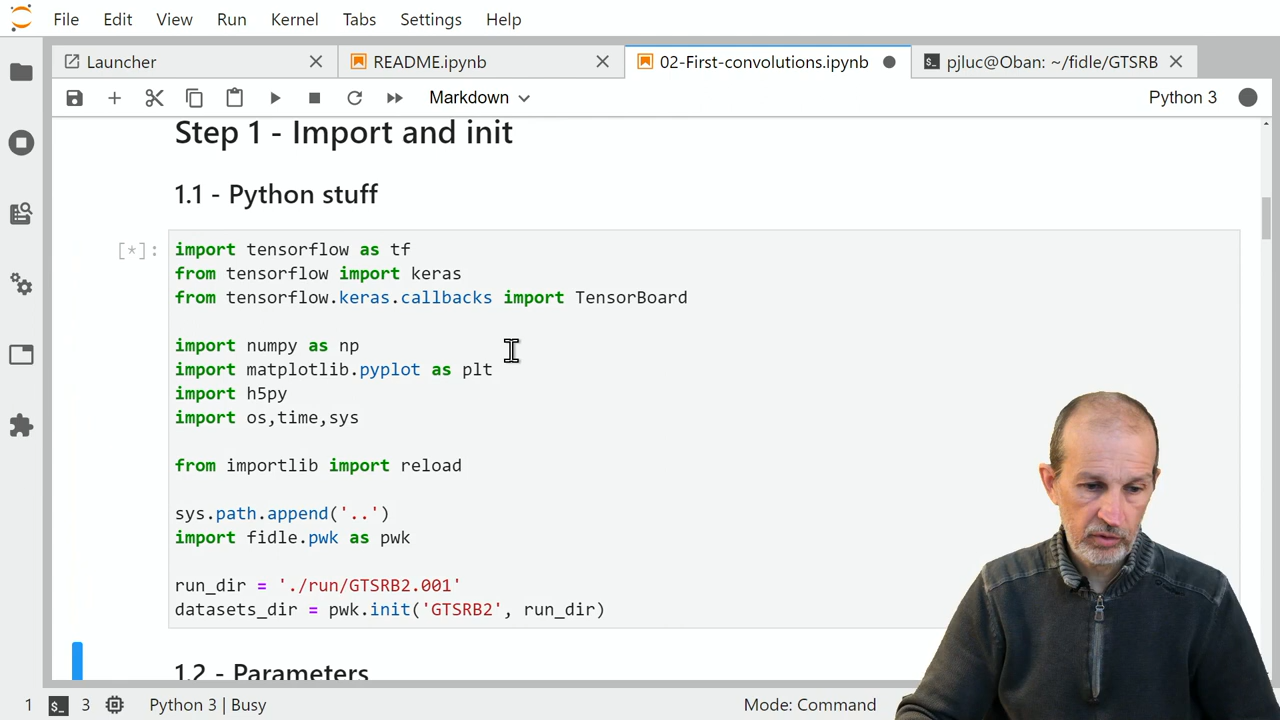 File Edit View Run Kernel Tabs Settings Help
Launcher README.ipynb 02-First-convolutions.ipynb pjluc@Oban: ~/fidle/GTSRB
Markdown Python 3
Step 1 - Import and init
1.1 - Python stuff
[*]: import tensorflow as tf
from tensorflow import keras
from tensorflow.keras.callbacks import TensorBoard
import numpy as np
import matplotlib.pyplot as plt
import h5py
import os,time,sys
from importlib import reload
sys.path.append('..')
import fidle.pwk as pwk
run_dir = './run/GTSRB2.001'
datasets_dir = pwk.init('GTSRB2', run_dir)
1.2 - Parameters
1 $_ 3 Python 3 | Busy Mode: Command